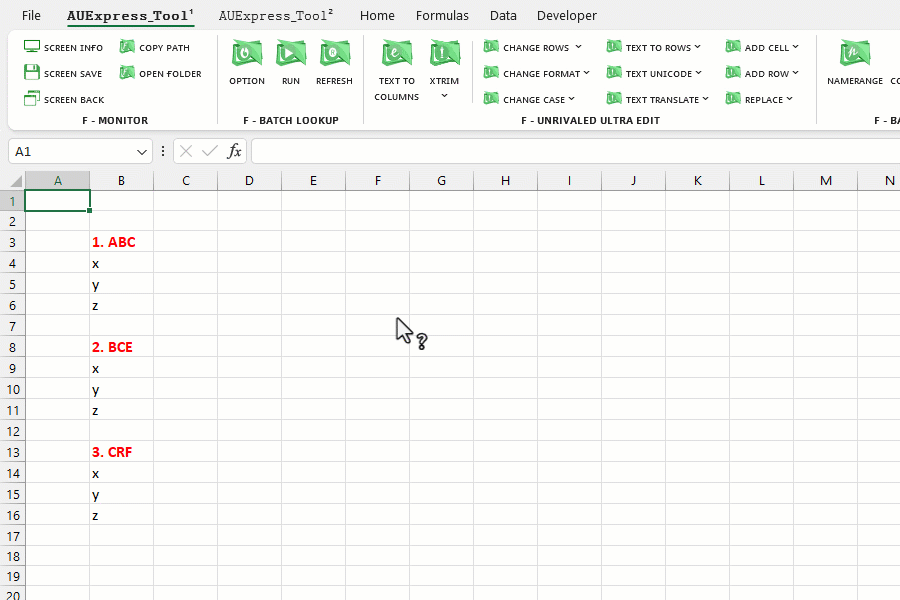 File AUExpress_Tool¹ AUExpress_Tool² Home Formulas Data Developer
SCREEN INFO COPY PATH
SCREEN SAVE OPEN FOLDER
SCREEN BACK
F - MONITOR
OPTION RUN REFRESH
F - BATCH LOOKUP
TEXT TO COLUMNS XTRIM
CHANGE ROWS TEXT TO ROWS ADD CELL
CHANGE FORMAT TEXT UNICODE ADD ROW
CHANGE CASE TEXT TRANSLATE REPLACE
F - UNRIVALED ULTRA EDIT
NAMERANGE
F - BA
A1 fx
A B C D E F G H I J K L M N
1
2
3 1. ABC
4 x
5 y
6 z
7
8 2. BCE
9 x
10 y
11 z
12
13 3. CRF
14 x
15 y
16 z
17
18
19
20